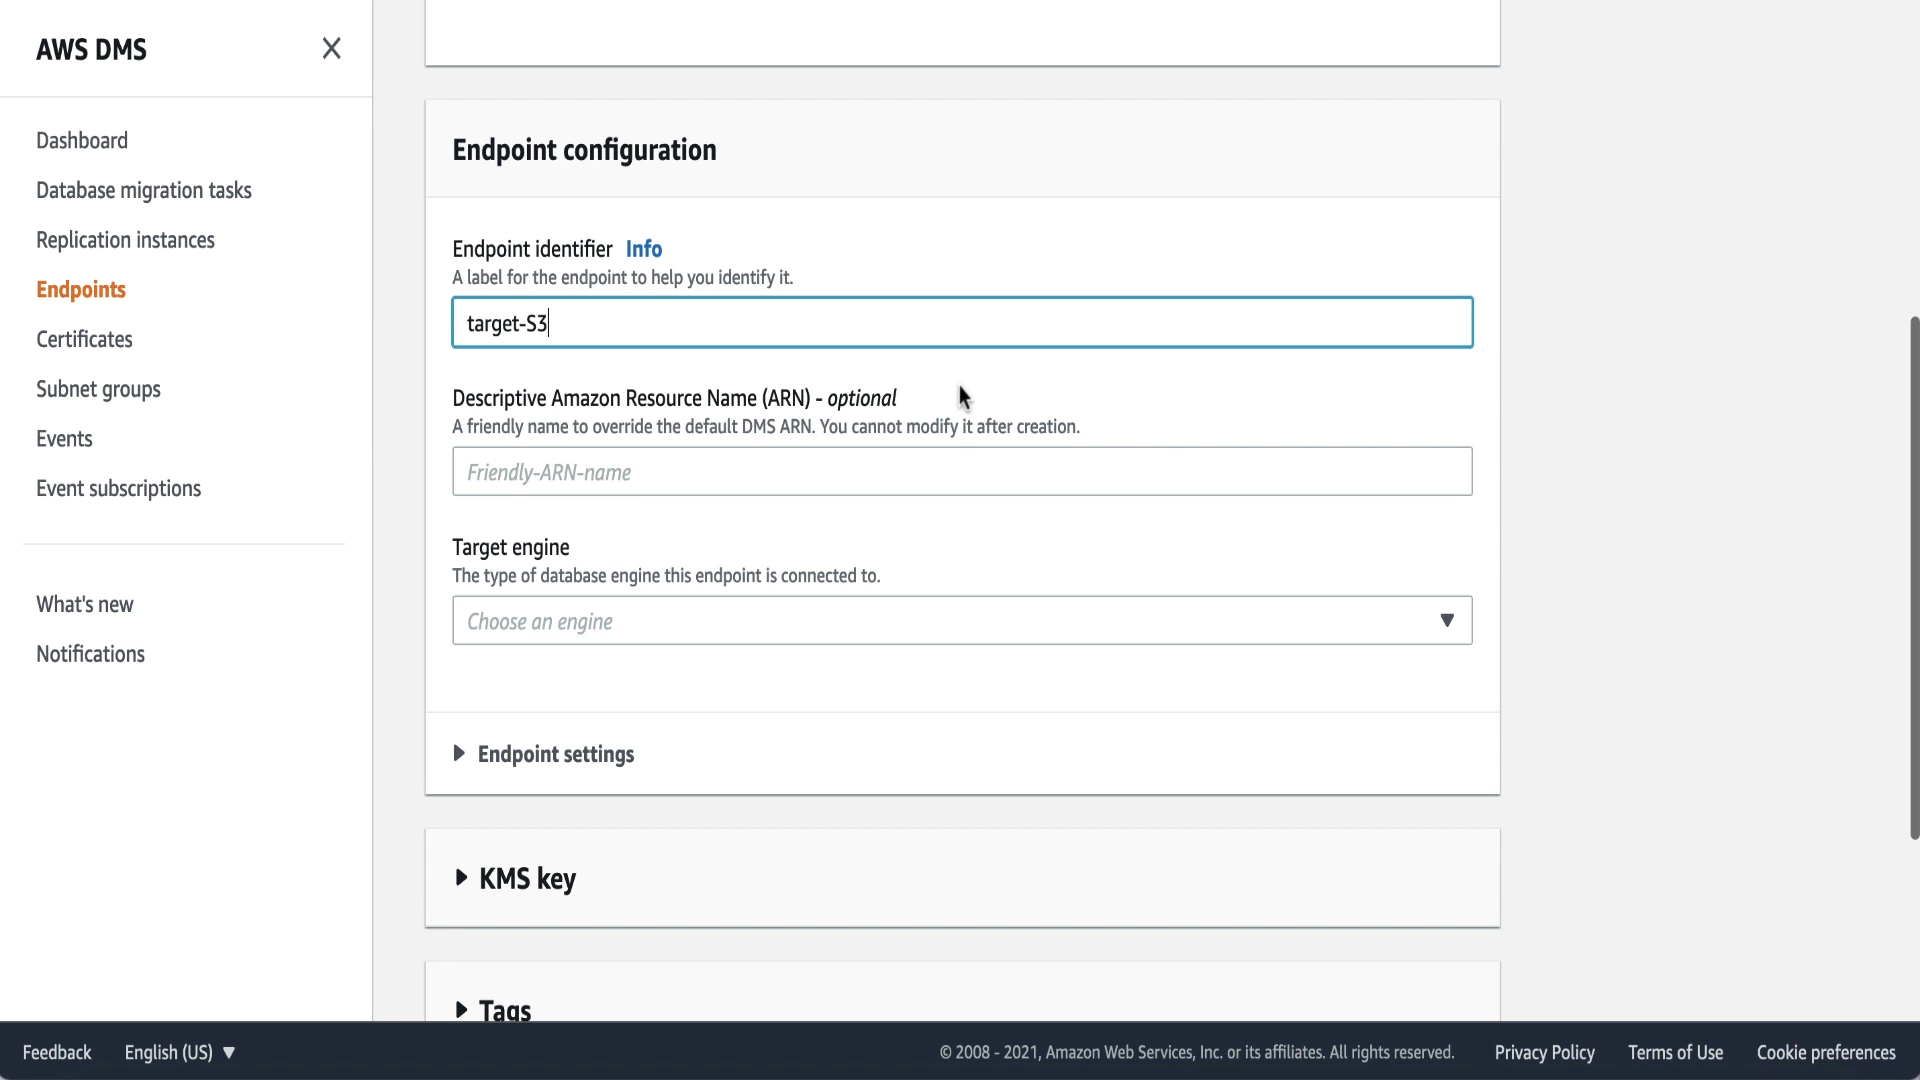 AWS DMS
Dashboard
Database migration tasks
Replication instances
Endpoints
Certificates
Subnet groups
Events
Event subscriptions
What's new
Notifications
Endpoint configuration
Endpoint identifier Info
A label for the endpoint to help you identify it.
target-S3
Descriptive Amazon Resource Name (ARN) - optional
A friendly name to override the default DMS ARN. You cannot modify it after creation.
Friendly-ARN-name
Target engine
The type of database engine this endpoint is connected to.
Choose an engine
Endpoint settings
KMS key
Tags
Feedback English (US) © 2008 - 2021, Amazon Web Services, Inc. or its affiliates. All rights reserved. Privacy Policy Terms of Use Cookie preferences